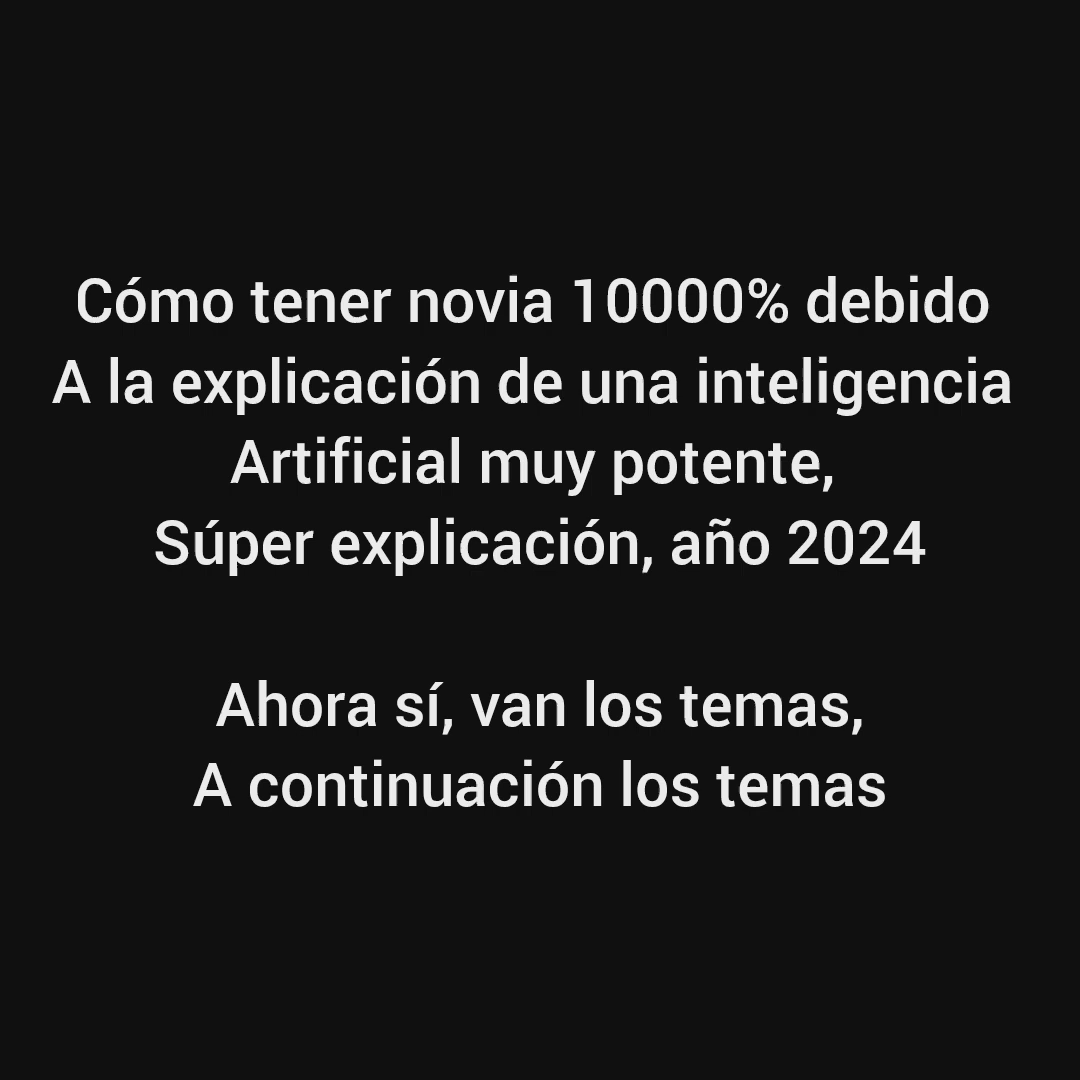 Cómo tener novia 10000% debido
A la explicación de una inteligencia
Artificial muy potente,
Súper explicación, año 2024
Ahora sí, van los temas,
A continuación los temas